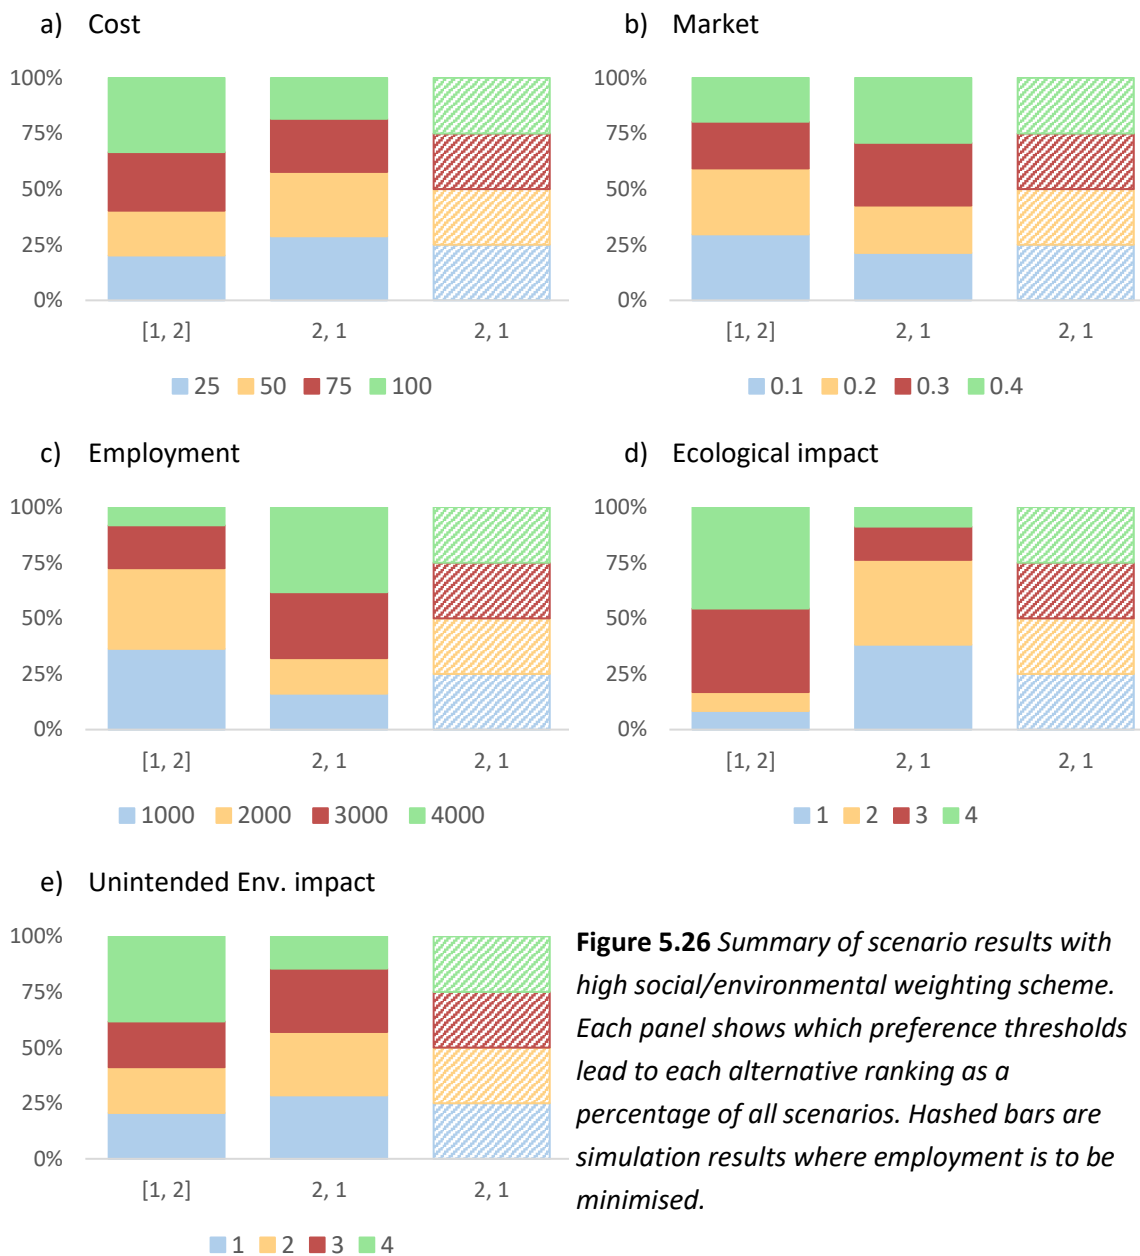 a) Cost
100%
75%
50%
25%
0%
[1, 2] 2, 1 2, 1
25 50 75 100
b) Market
100%
75%
50%
25%
0%
[1, 2] 2, 1 2, 1
0.1 0.2 0.3 0.4
c) Employment
100%
75%
50%
25%
0%
[1, 2] 2, 1 2, 1
1000 2000 3000 4000
d) Ecological impact
100%
75%
50%
25%
0%
[1, 2] 2, 1 2, 1
1 2 3 4
e) Unintended Env. impact
100%
75%
50%
25%
0%
[1, 2] 2, 1 2, 1
1 2 3 4
Figure 5.26 Summary of scenario results with
high social/environmental weighting scheme.
Each panel shows which preference thresholds
lead to each alternative ranking as a
percentage of all scenarios. Hashed bars are
simulation results where employment is to be
minimised.